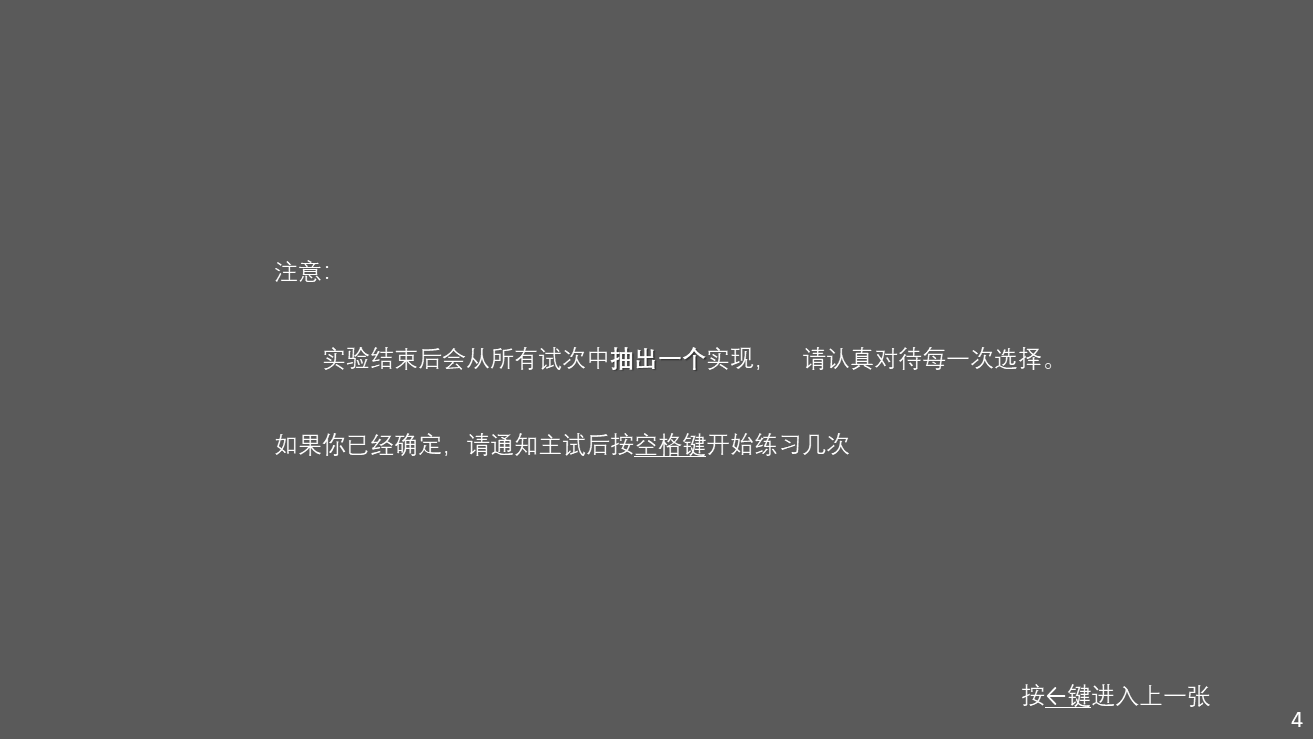 注意：
实验结束后会从所有试次中抽出一个实现， 请认真对待每一次选择。
如果你已经确定，请通知主试后按空格键开始练习几次
按←键进入上一张
4